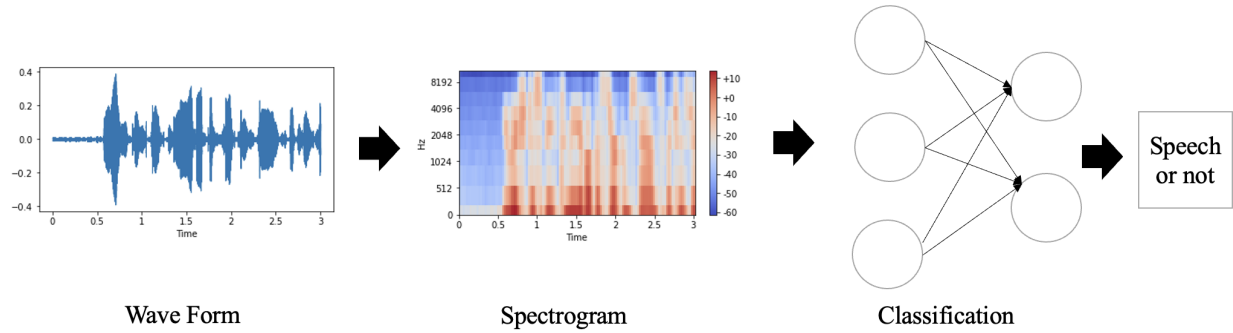 0.4
0.2
0.0
−0.2
−0.4
0 0.5 1 1.5 2 2.5 3
Time
Wave Form
8192
4096
2048
1024
512
0
Hz
0 0.5 1 1.5 2 2.5 3
Time
+10
+0
-10
-20
-30
-40
-50
-60
Spectrogram
Classification
Speech
or not